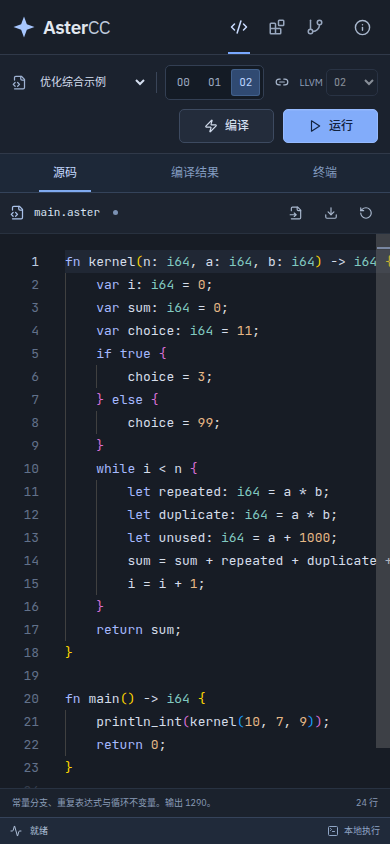 AsterCC
优化综合示例 O0 O1 O2 LLVM O2
编译 运行
源码 编译结果 终端
main.aster
1 fn kernel(n: i64, a: i64, b: i64) -> i64 {
2 var i: i64 = 0;
3 var sum: i64 = 0;
4 var choice: i64 = 11;
5 if true {
6 choice = 3;
7 } else {
8 choice = 99;
9 }
10 while i < n {
11 let repeated: i64 = a * b;
12 let duplicate: i64 = a * b;
13 let unused: i64 = a + 1000;
14 sum = sum + repeated + duplicate +
15 i = i + 1;
16 }
17 return sum;
18 }
19
20 fn main() -> i64 {
21 println_int(kernel(10, 7, 9));
22 return 0;
23 }
常量分支、重复表达式与循环不变量。输出 1290。 24 行
就绪 本地执行